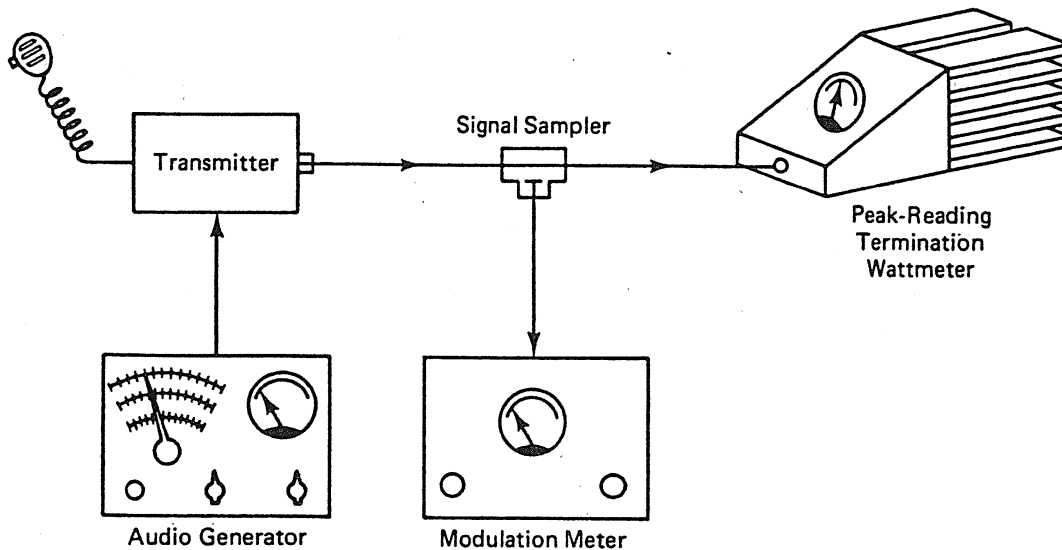 Signal Sampler
Transmitter
Peak-Reading
Termination
Wattmeter
Audio Generator
Modulation Meter